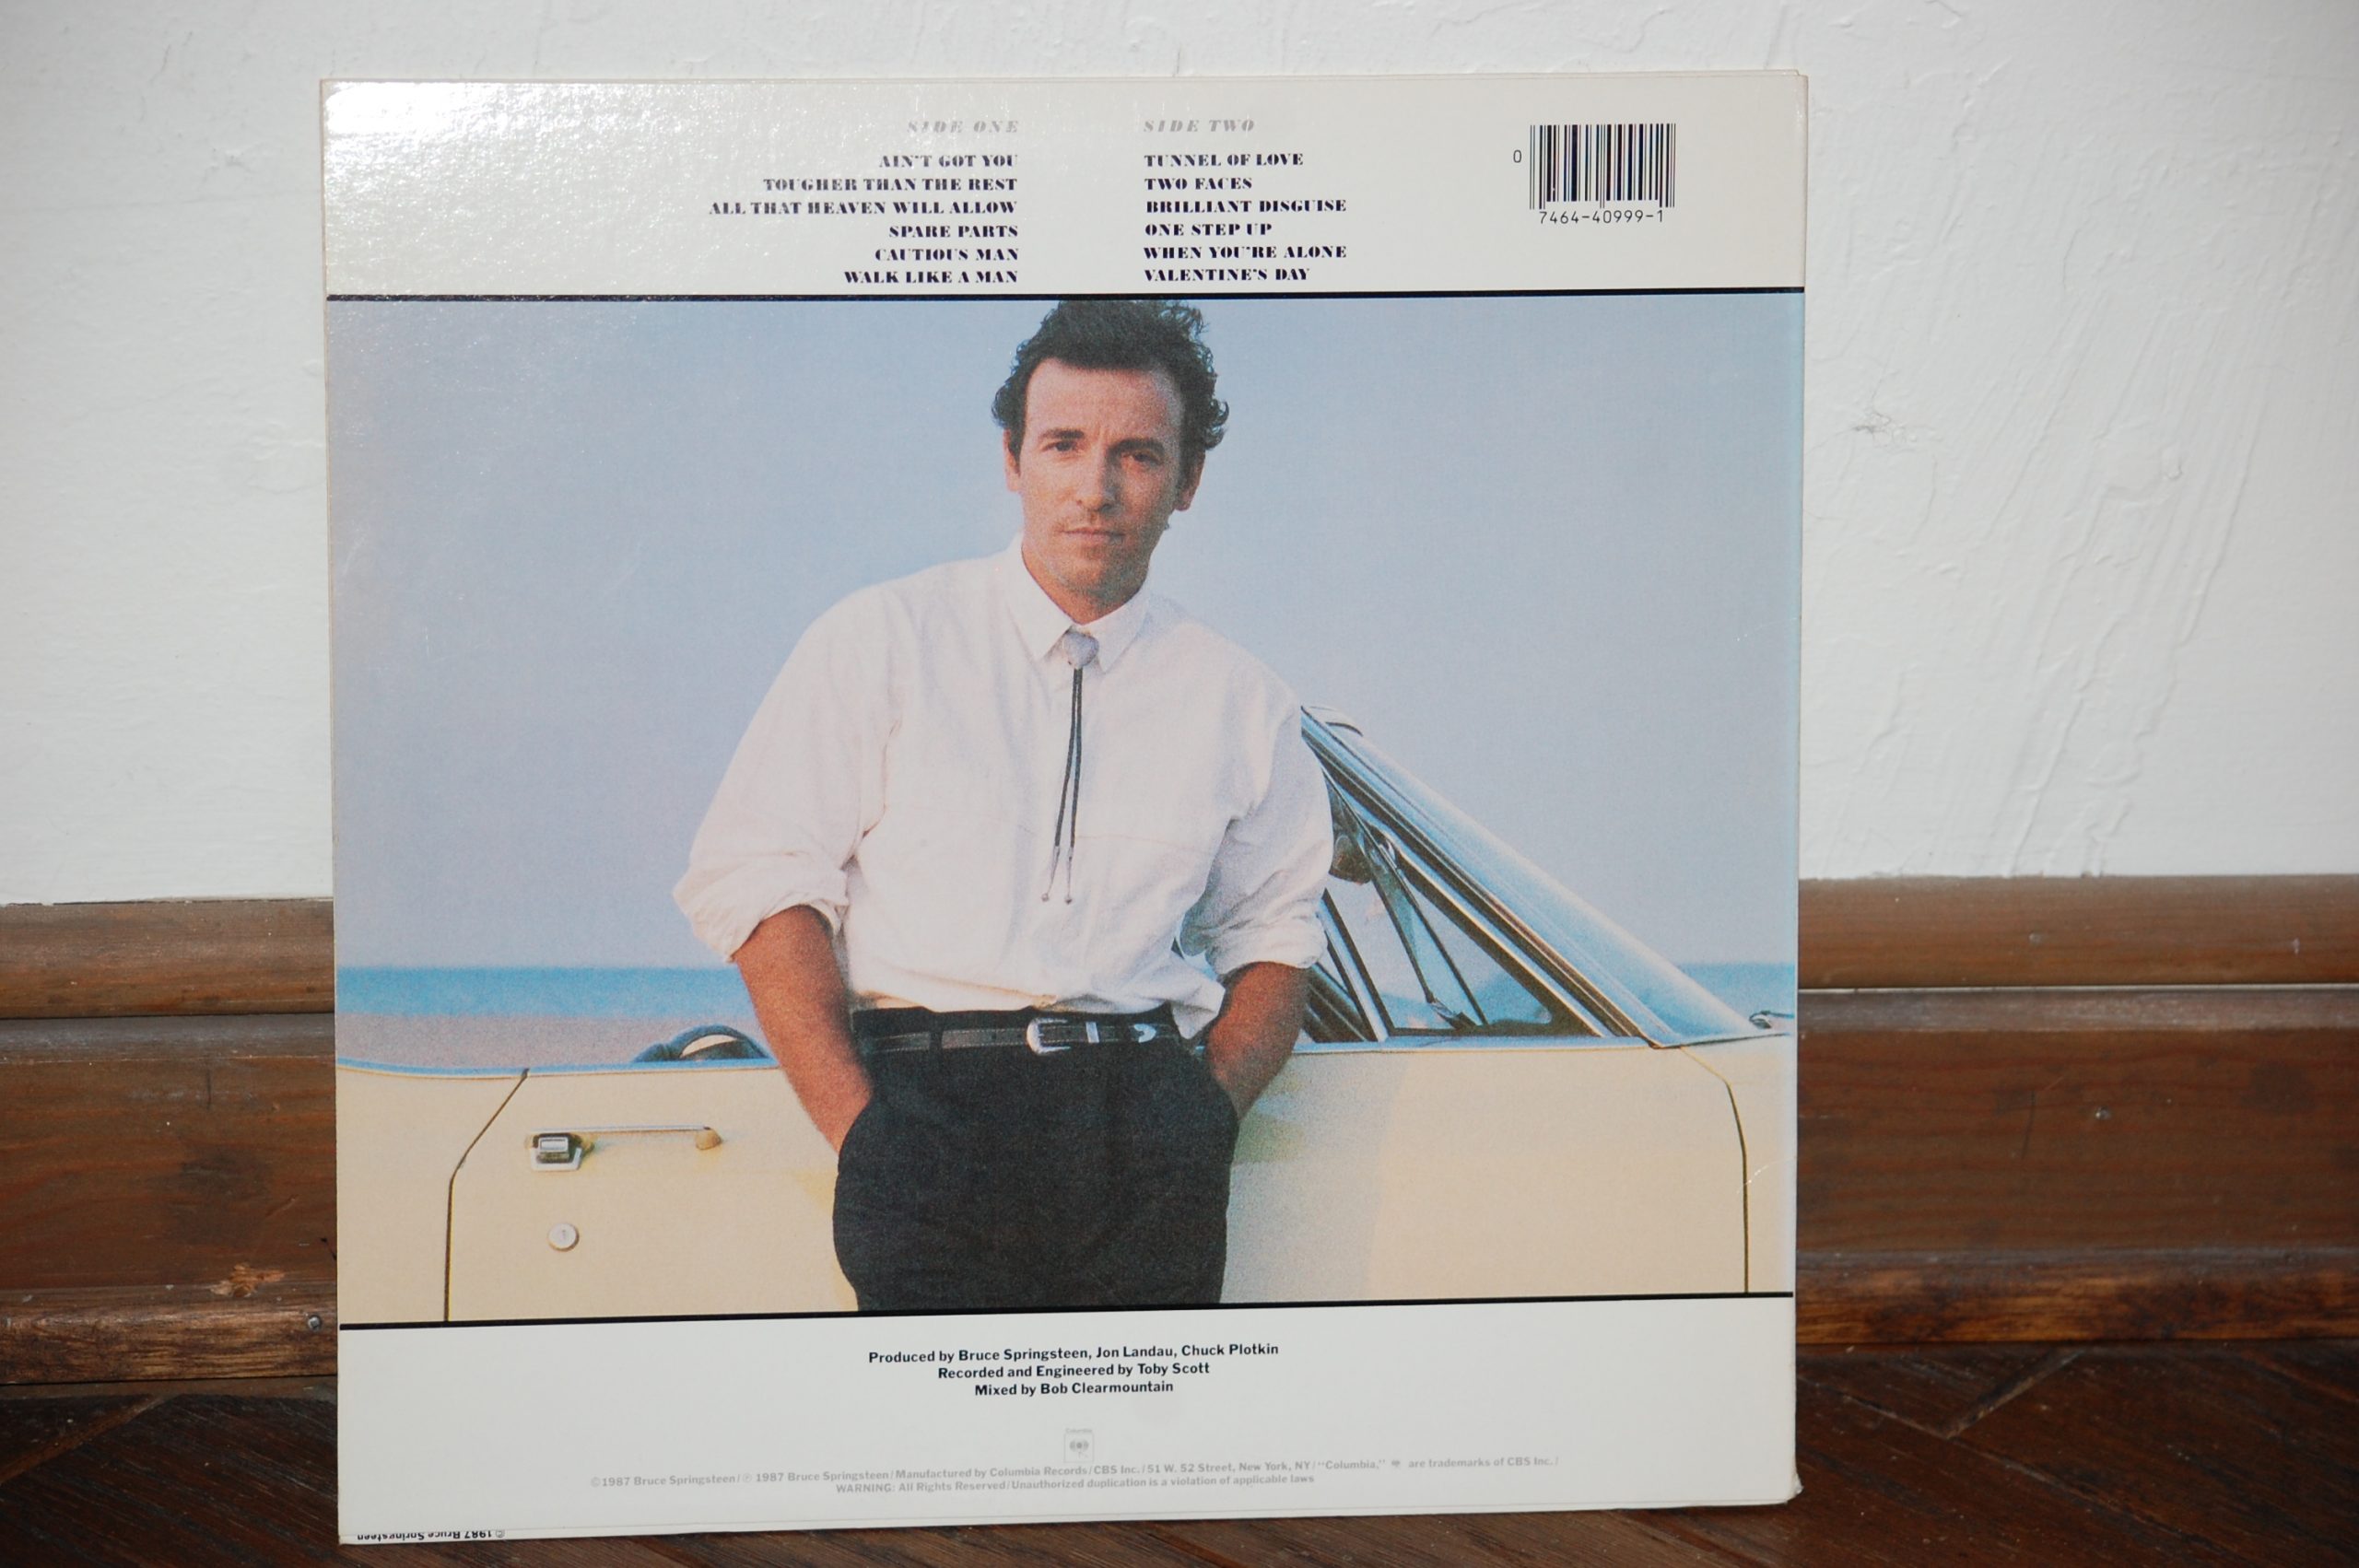 SIDE ONE
AIN'T GOT YOU
TOUGHER THAN THE REST
ALL THAT HEAVEN WILL ALLOW
SPARE PARTS
CAUTIOUS MAN
WALK LIKE A MAN
SIDE TWO
TUNNEL OF LOVE
TWO FACES
BRILLIANT DISGUISE
ONE STEP UP
WHEN YOU'RE ALONE
VALENTINE'S DAY
0
7464-40999-1
Produced by Bruce Springsteen, Jon Landau, Chuck Plotkin
Recorded and Engineered by Toby Scott
Mixed by Bob Clearmountain
Columbia
©1987 Bruce Springsteen/℗ 1987 Bruce Springsteen/Manufactured by Columbia Records/CBS Inc./51 W. 52 Street, New York, NY/"Columbia," are trademarks of CBS Inc./
WARNING: All Rights Reserved/Unauthorized duplication is a violation of applicable laws
© 1987 Bruce Springsteen